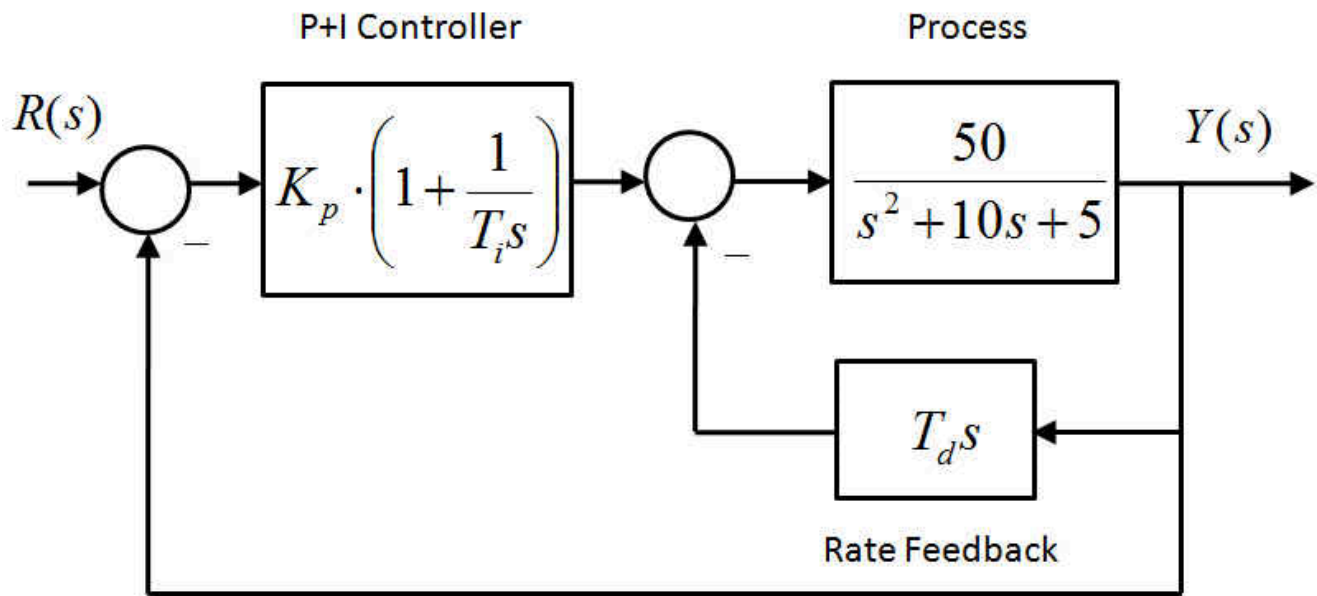 P+I Controller
Process
R(s)
K_p · (1 + 1/(T_i s))
50/(s^2+10s+5)
Y(s)
−
−
T_d s
Rate Feedback